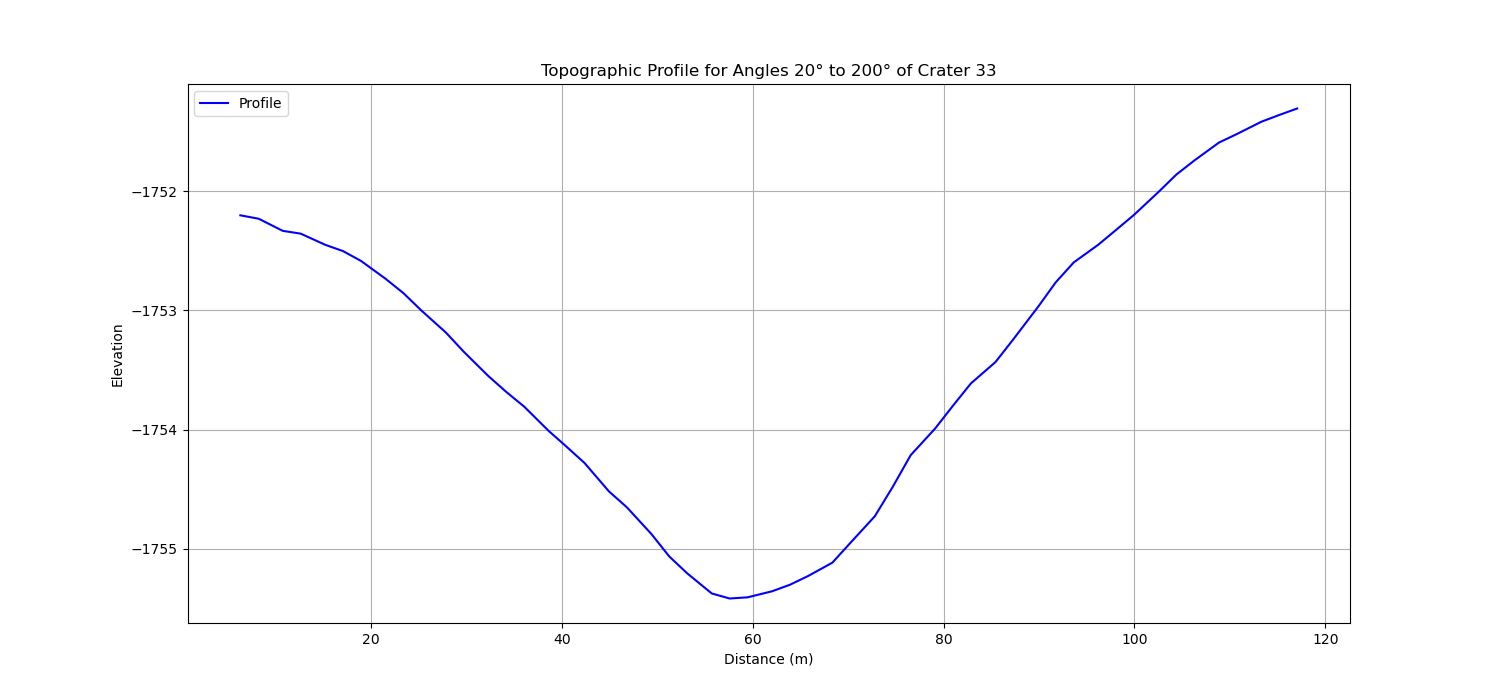 Topographic Profile for Angles 20° to 200° of Crater 33
Profile
−1752
−1753
−1754
−1755
Elevation
20 40 60 80 100 120
Distance (m)